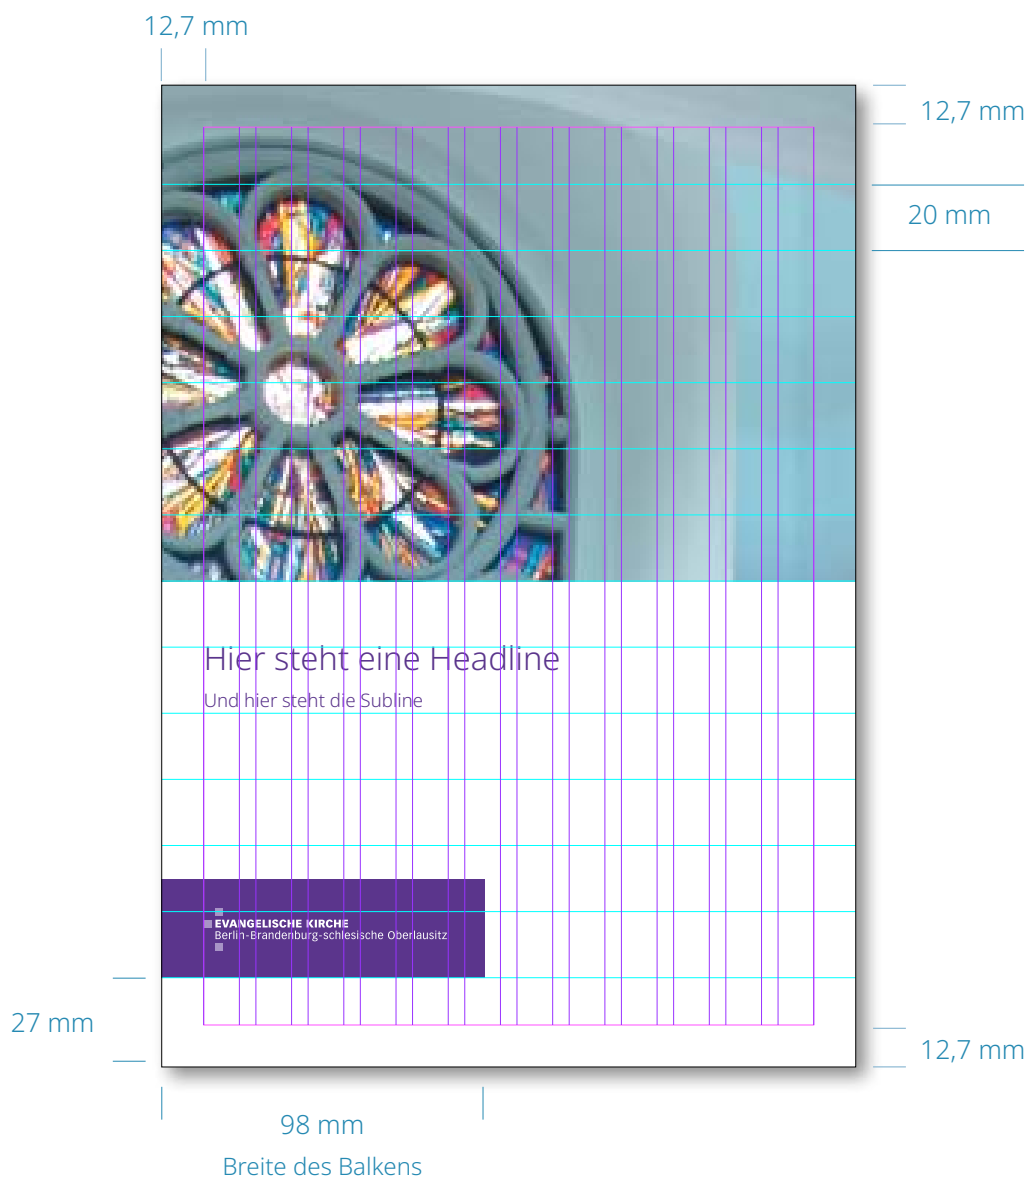 12,7 mm
12,7 mm
20 mm
Hier steht eine Headline
Und hier steht die Subline
EVANGELISCHE KIRCHE
Berlin-Brandenburg-schlesische Oberlausitz
27 mm
12,7 mm
98 mm
Breite des Balkens